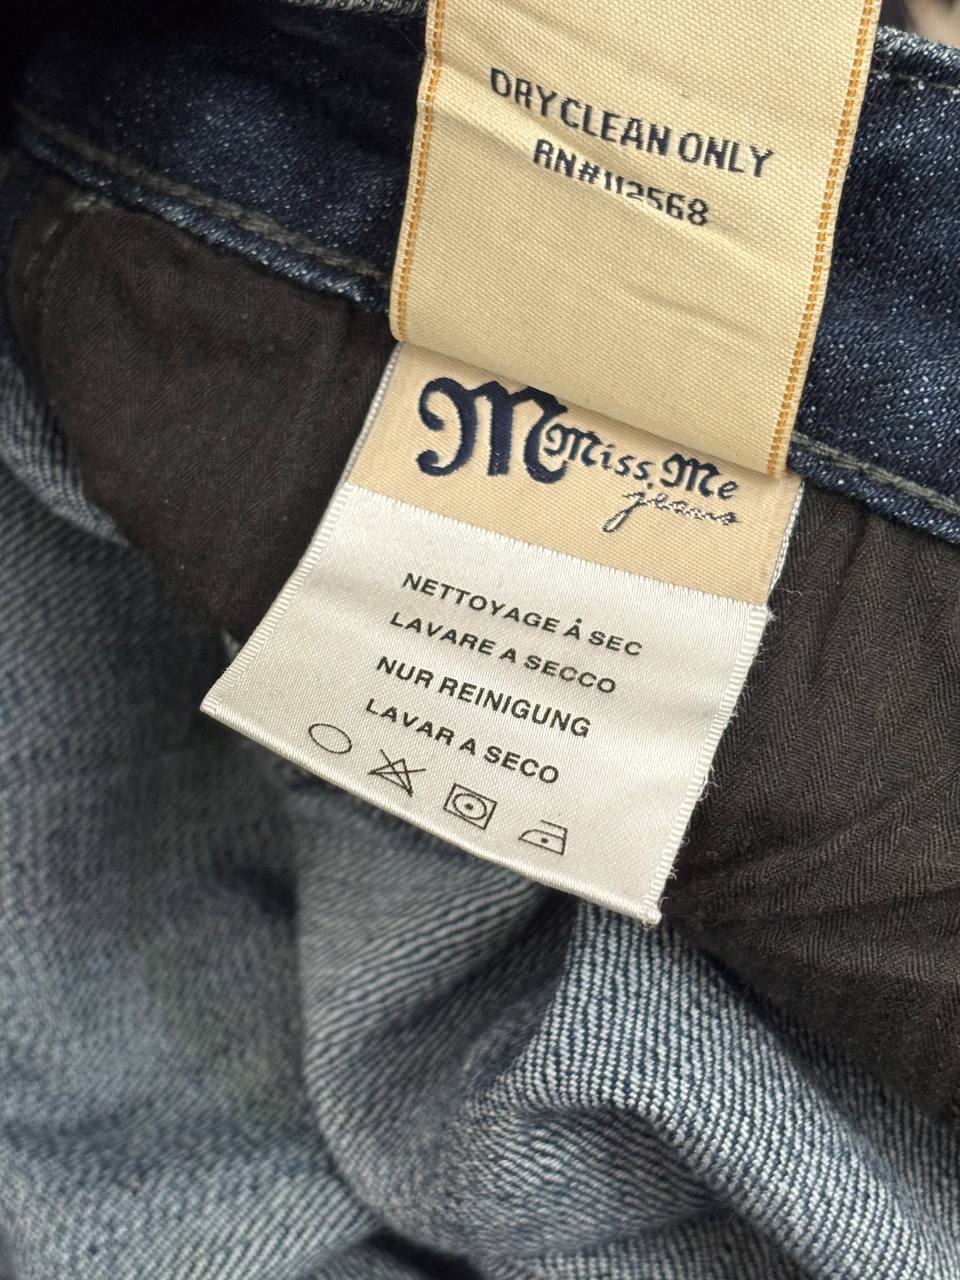 DRY CLEAN ONLY
RN#112568
M Miss Me
jeans
NETTOYAGE Å SEC
LAVARE A SECCO
NUR REINIGUNG
LAVAR A SECO